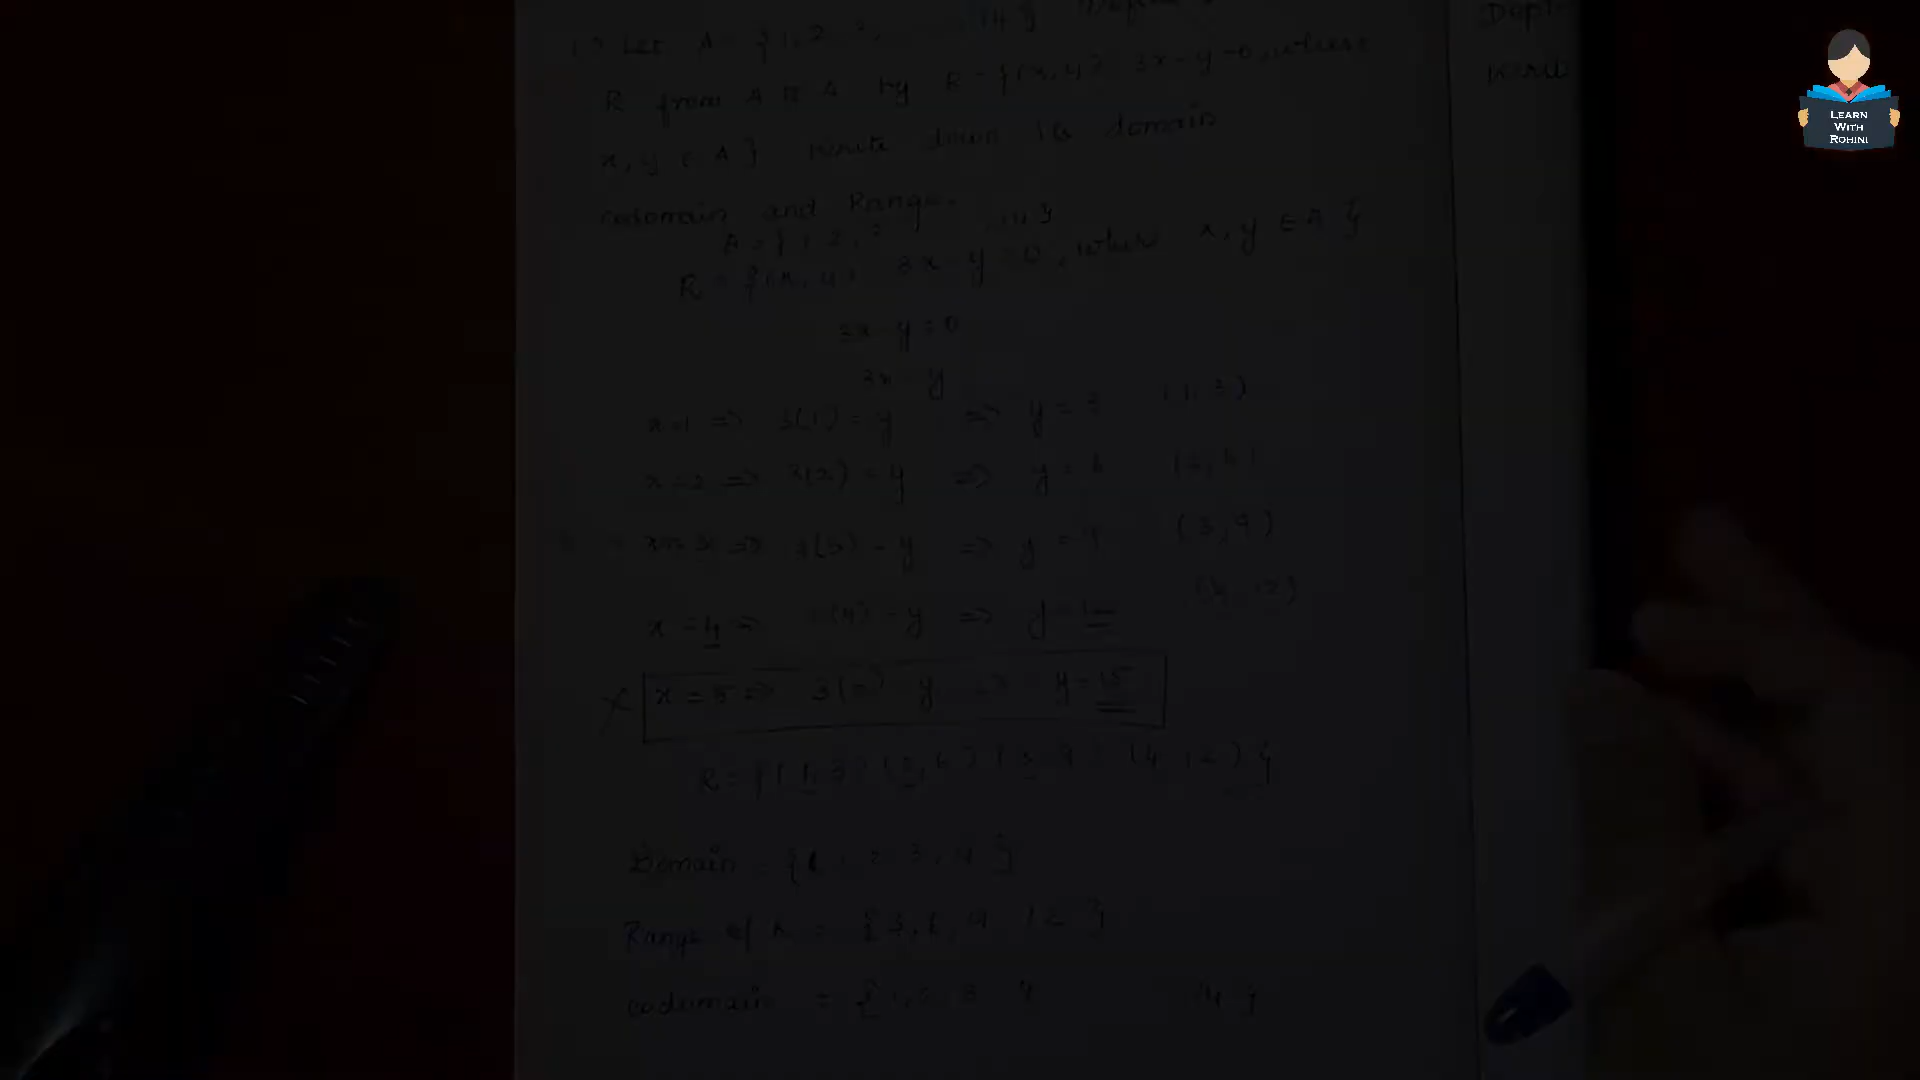 1) Let A = {1, 2, 3, ... 14} Define a
R from A to A by R = {(x, y) : 3x - y = 0, where
x, y ∈ A } write down its domain
codomain and Range.
A = {1, 2, 3 ... 14}
R = {(x, y) : 3x - y = 0, where x, y ∈ A }
3x - y = 0
3x = y
x=1 => 3(1) = y => y = 3 (1, 3)
x=2 => 3(2) = y => y = 6 (2, 6)
x=3 => 3(3) = y => y = 9 (3, 9)
x=4 => 3(4) = y => y = 12 (4, 12)
x x=5 => 3(5) = y => y = 15
R = {(1, 3) (2, 6) (3, 9) (4, 12)}
Domain = {1, 2, 3, 4}
Range of R = {3, 6, 9, 12}
codomain = {1, 2, 3, 4 14}
write
LEARN
WITH
ROHINI